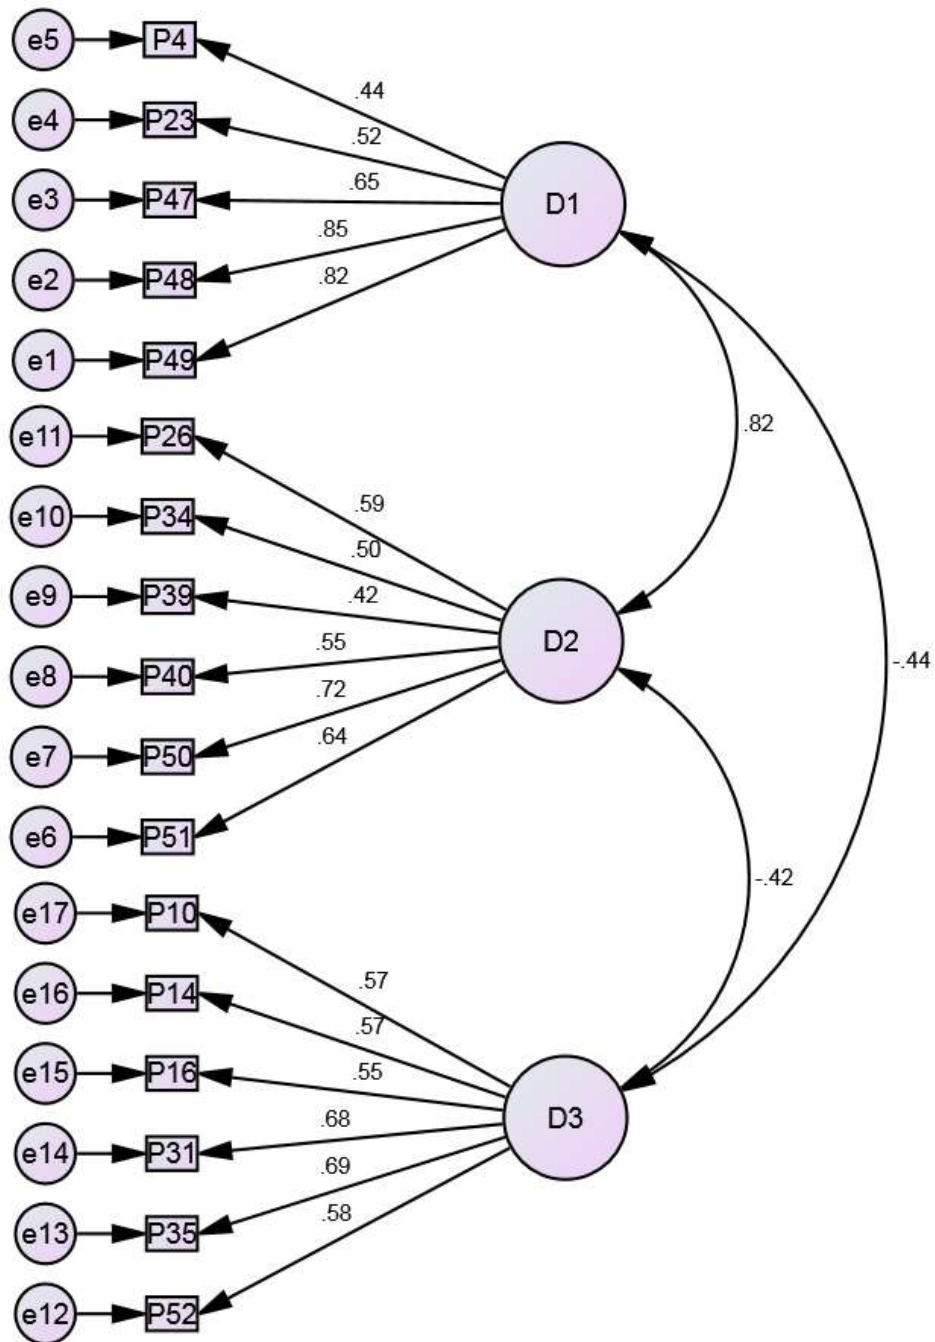 e5 P4
.44
e4 P23
.52
e3 P47
.65
D1
.85
e2 P48
.82
e1 P49
.82
e11 P26
.59
e10 P34
.50
e9 P39
.42
D2
.55
e8 P40
-.44
.72
e7 P50
.64
e6 P51
-.42
e17 P10
.57
e16 P14
.57
e15 P16
.55
D3
.68
e14 P31
.69
e13 P35
.58
e12 P52